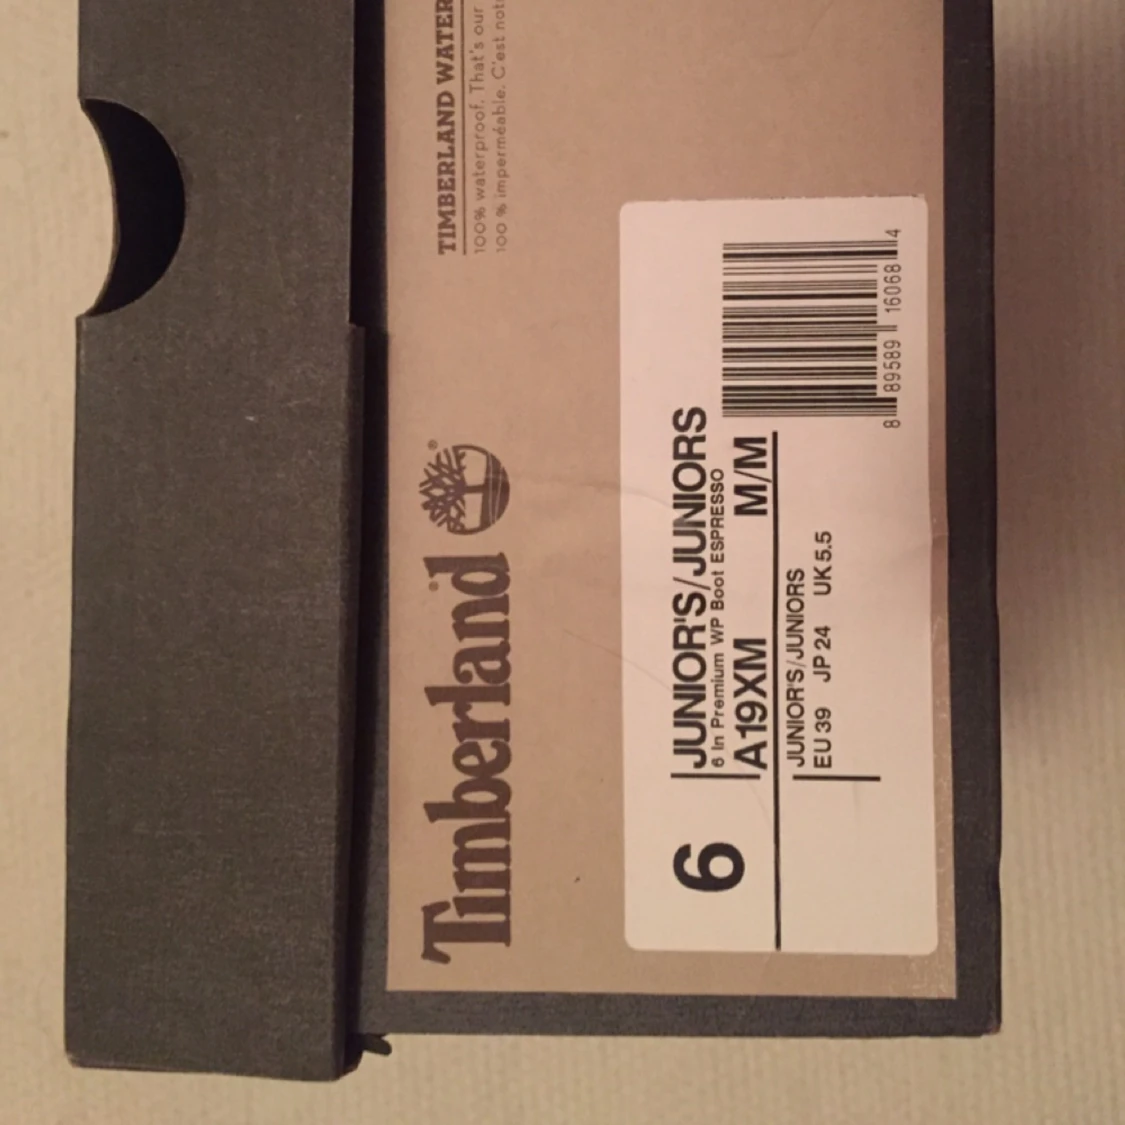 TIMBERLAND WATER
100% waterproof. That's our
100 % imperméable. C'est not
Timberland ®
6
JUNIOR'S/JUNIORS
6 In Premium WP Boot ESPRESSO
A19XM M/M
JUNIOR'S/JUNIORS
EU 39 JP 24 UK 5.5
8 89589 16068 4